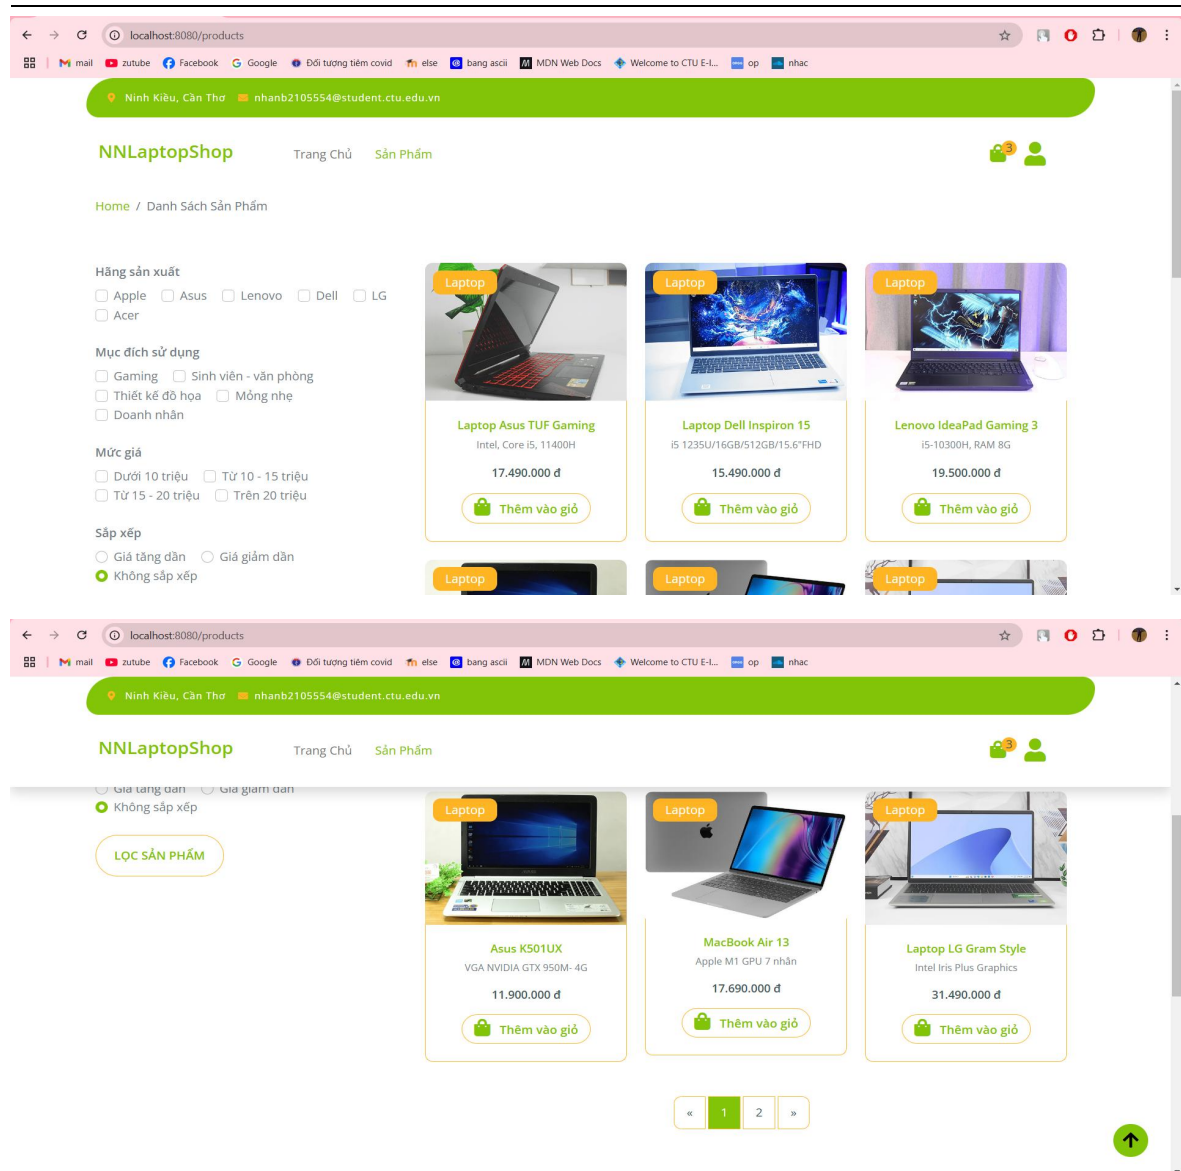 localhost:8080/products
mail zutube Facebook Google Đối tượng tiêm covid else bang ascii MDN Web Docs Welcome to CTU E-l... op nhac
Ninh Kiều, Cần Thơ nhanb2105554@student.ctu.edu.vn
NNLaptopShop Trang Chủ Sản Phẩm 3
Home / Danh Sách Sản Phẩm
Hãng sản xuất
Apple Asus Lenovo Dell LG
Acer
Mục đích sử dụng
Gaming Sinh viên - văn phòng
Thiết kế đồ họa Mỏng nhẹ
Doanh nhân
Mức giá
Dưới 10 triệu Từ 10 - 15 triệu
Từ 15 - 20 triệu Trên 20 triệu
Sắp xếp
Giá tăng dần Giá giảm dần
Không sắp xếp
Laptop
Laptop Asus TUF Gaming
Intel, Core i5, 11400H
17.490.000 đ
Thêm vào giỏ
Laptop
Laptop Dell Inspiron 15
i5 1235U/16GB/512GB/15.6"FHD
15.490.000 đ
Thêm vào giỏ
Laptop
Lenovo IdeaPad Gaming 3
i5-10300H, RAM 8G
19.500.000 đ
Thêm vào giỏ
Laptop Laptop Laptop
localhost:8080/products
mail zutube Facebook Google Đối tượng tiêm covid else bang ascii MDN Web Docs Welcome to CTU E-l... op nhac
Ninh Kiều, Cần Thơ nhanb2105554@student.ctu.edu.vn
NNLaptopShop Trang Chủ Sản Phẩm 3
Giá tăng dần Giá giảm dần
Không sắp xếp
LỌC SẢN PHẨM
Laptop
Asus K501UX
VGA NVIDIA GTX 950M- 4G
11.900.000 đ
Thêm vào giỏ
Laptop
MacBook Air 13
Apple M1 GPU 7 nhân
17.690.000 đ
Thêm vào giỏ
Laptop
Laptop LG Gram Style
Intel Iris Plus Graphics
31.490.000 đ
Thêm vào giỏ
« 1 2 »